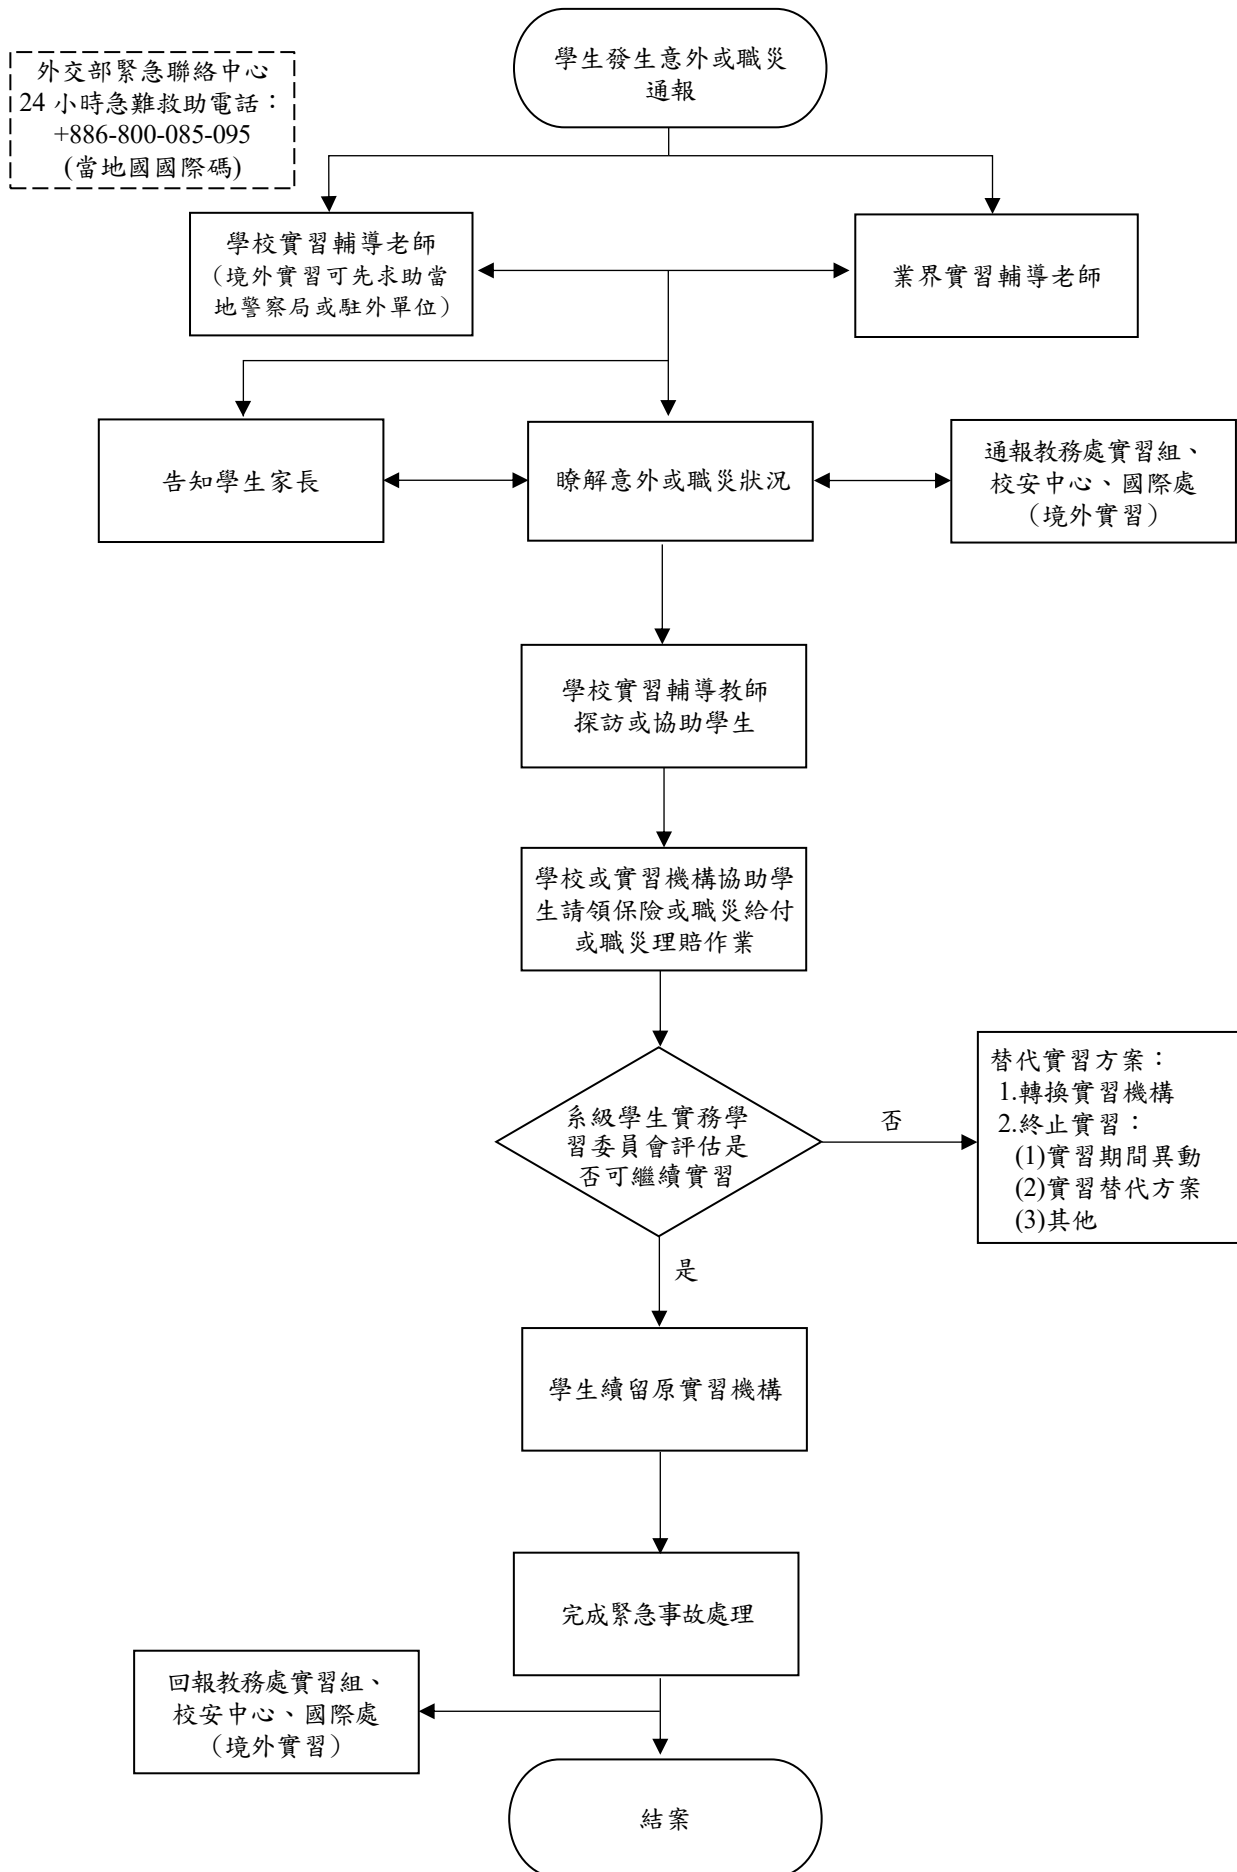 學生發生意外或職災
通報
外交部緊急聯絡中心
24 小時急難救助電話：
+886-800-085-095
(當地國國際碼)
學校實習輔導老師
（境外實習可先求助當
地警察局或駐外單位）
業界實習輔導老師
告知學生家長
瞭解意外或職災狀況
通報教務處實習組、
校安中心、國際處
（境外實習）
學校實習輔導教師
探訪或協助學生
學校或實習機構協助學
生請領保險或職災給付
或職災理賠作業
系級學生實務學
習委員會評估是
否可繼續實習
否
替代實習方案：
1.轉換實習機構
2.終止實習：
(1)實習期間異動
(2)實習替代方案
(3)其他
是
學生續留原實習機構
完成緊急事故處理
回報教務處實習組、
校安中心、國際處
（境外實習）
結案